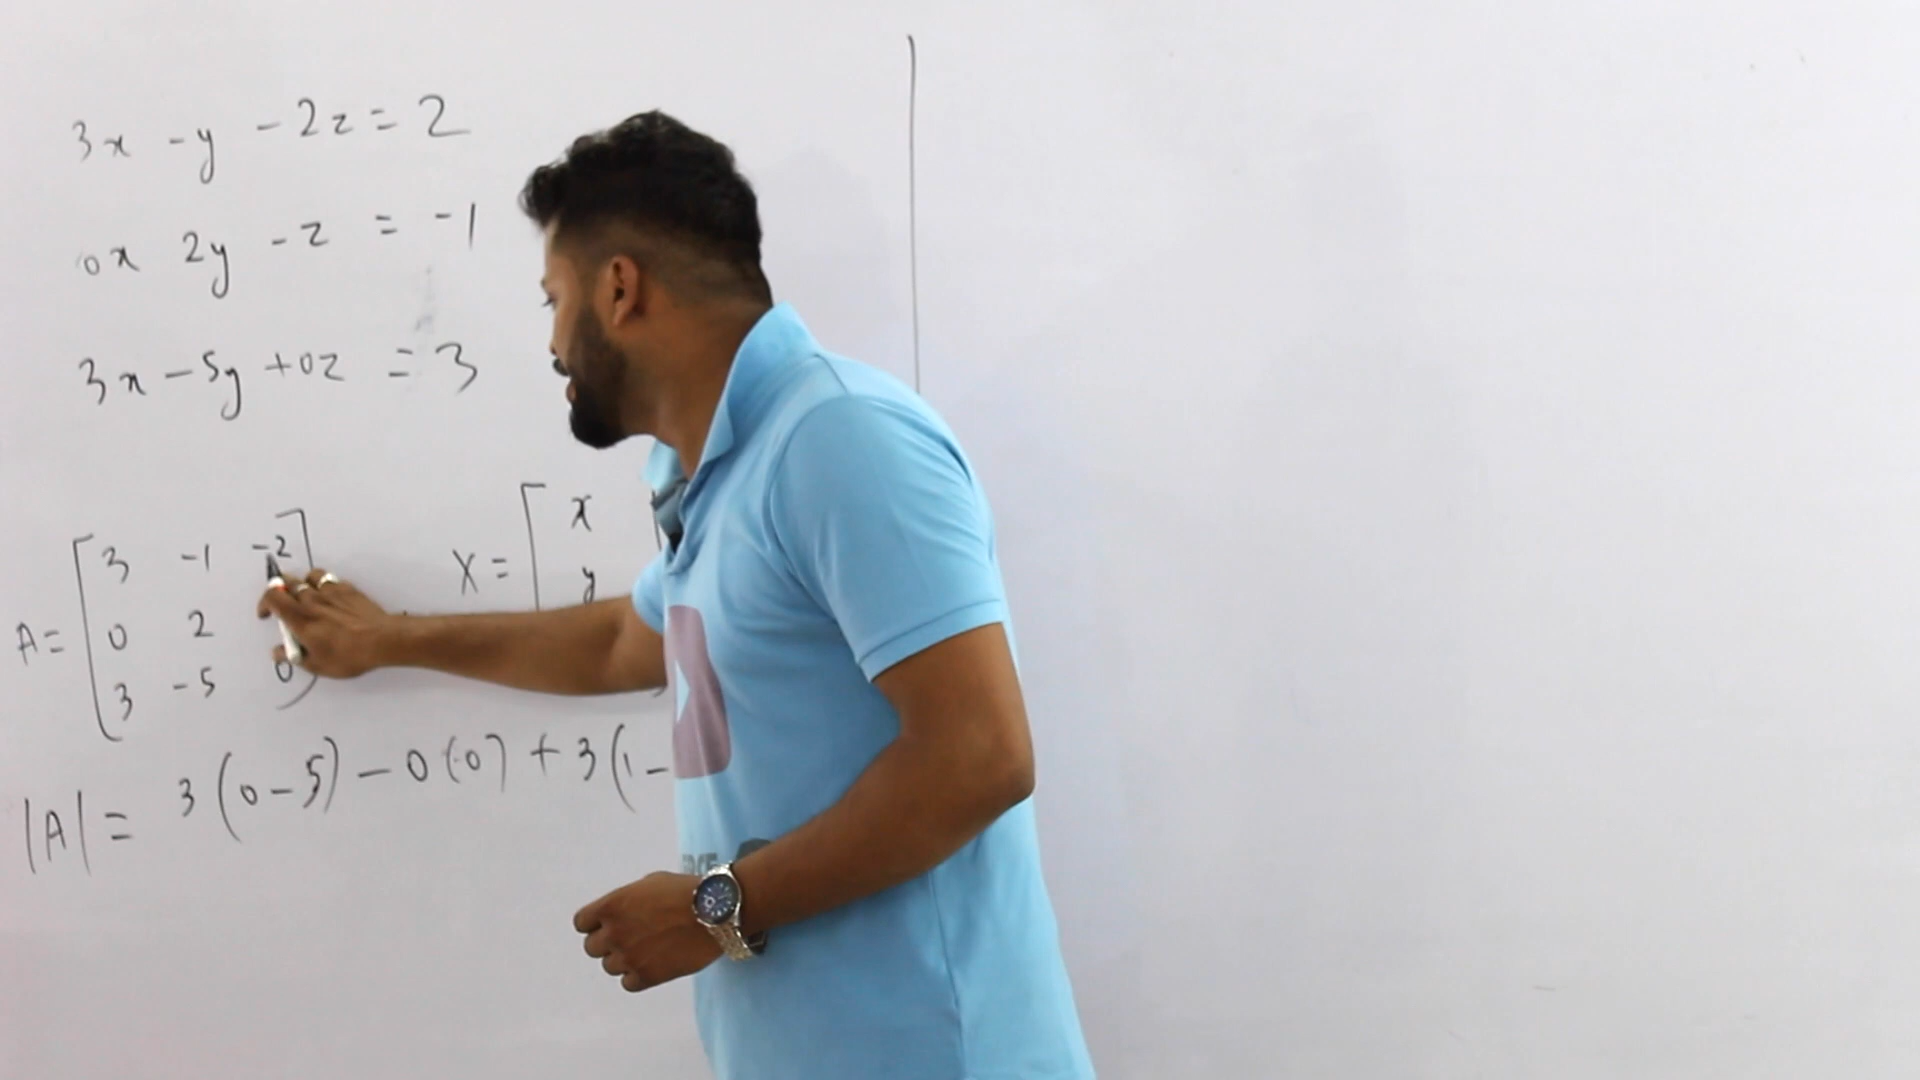 3x - y - 2z = 2
0x 2y - z = -1
3x - 5y + 0z = 3
A = [ 3 -1 -2 ]
0 2
3 -5 0
X = [ x
y
|A| = 3(0-5) - 0(0) + 3(1-